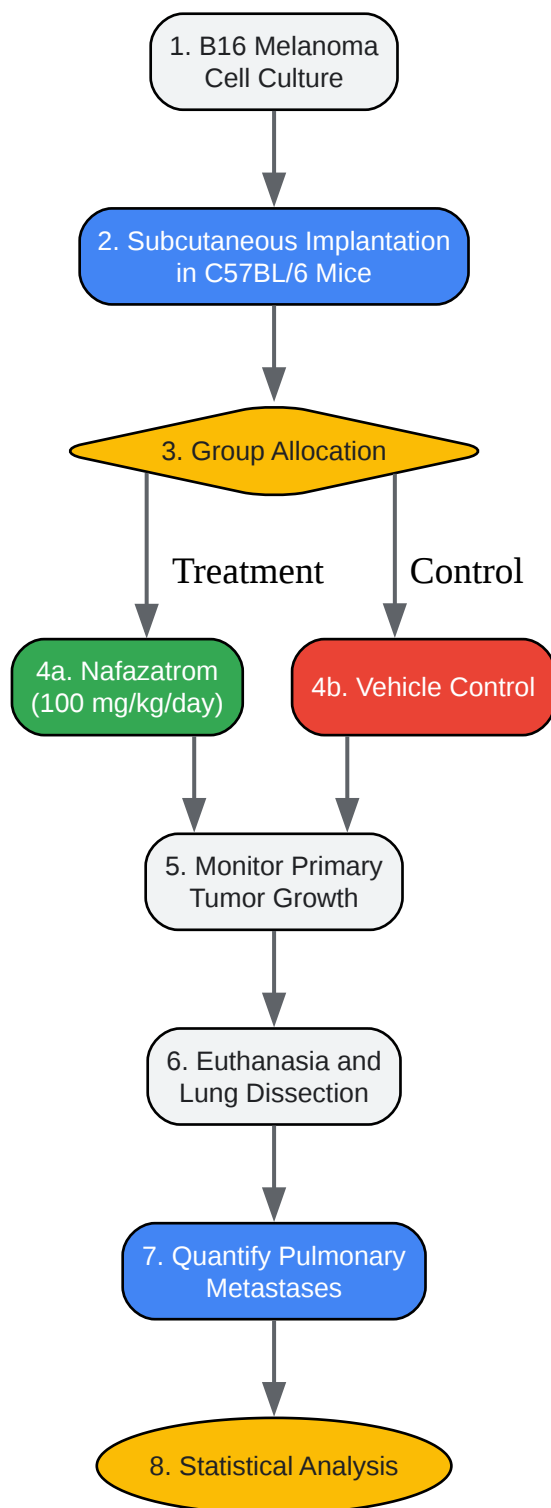 1. B16 Melanoma
Cell Culture
2. Subcutaneous Implantation
in C57BL/6 Mice
3. Group Allocation
Treatment
Control
4a. Nafazatrom
(100 mg/kg/day)
4b. Vehicle Control
5. Monitor Primary
Tumor Growth
6. Euthanasia and
Lung Dissection
7. Quantify Pulmonary
Metastases
8. Statistical Analysis